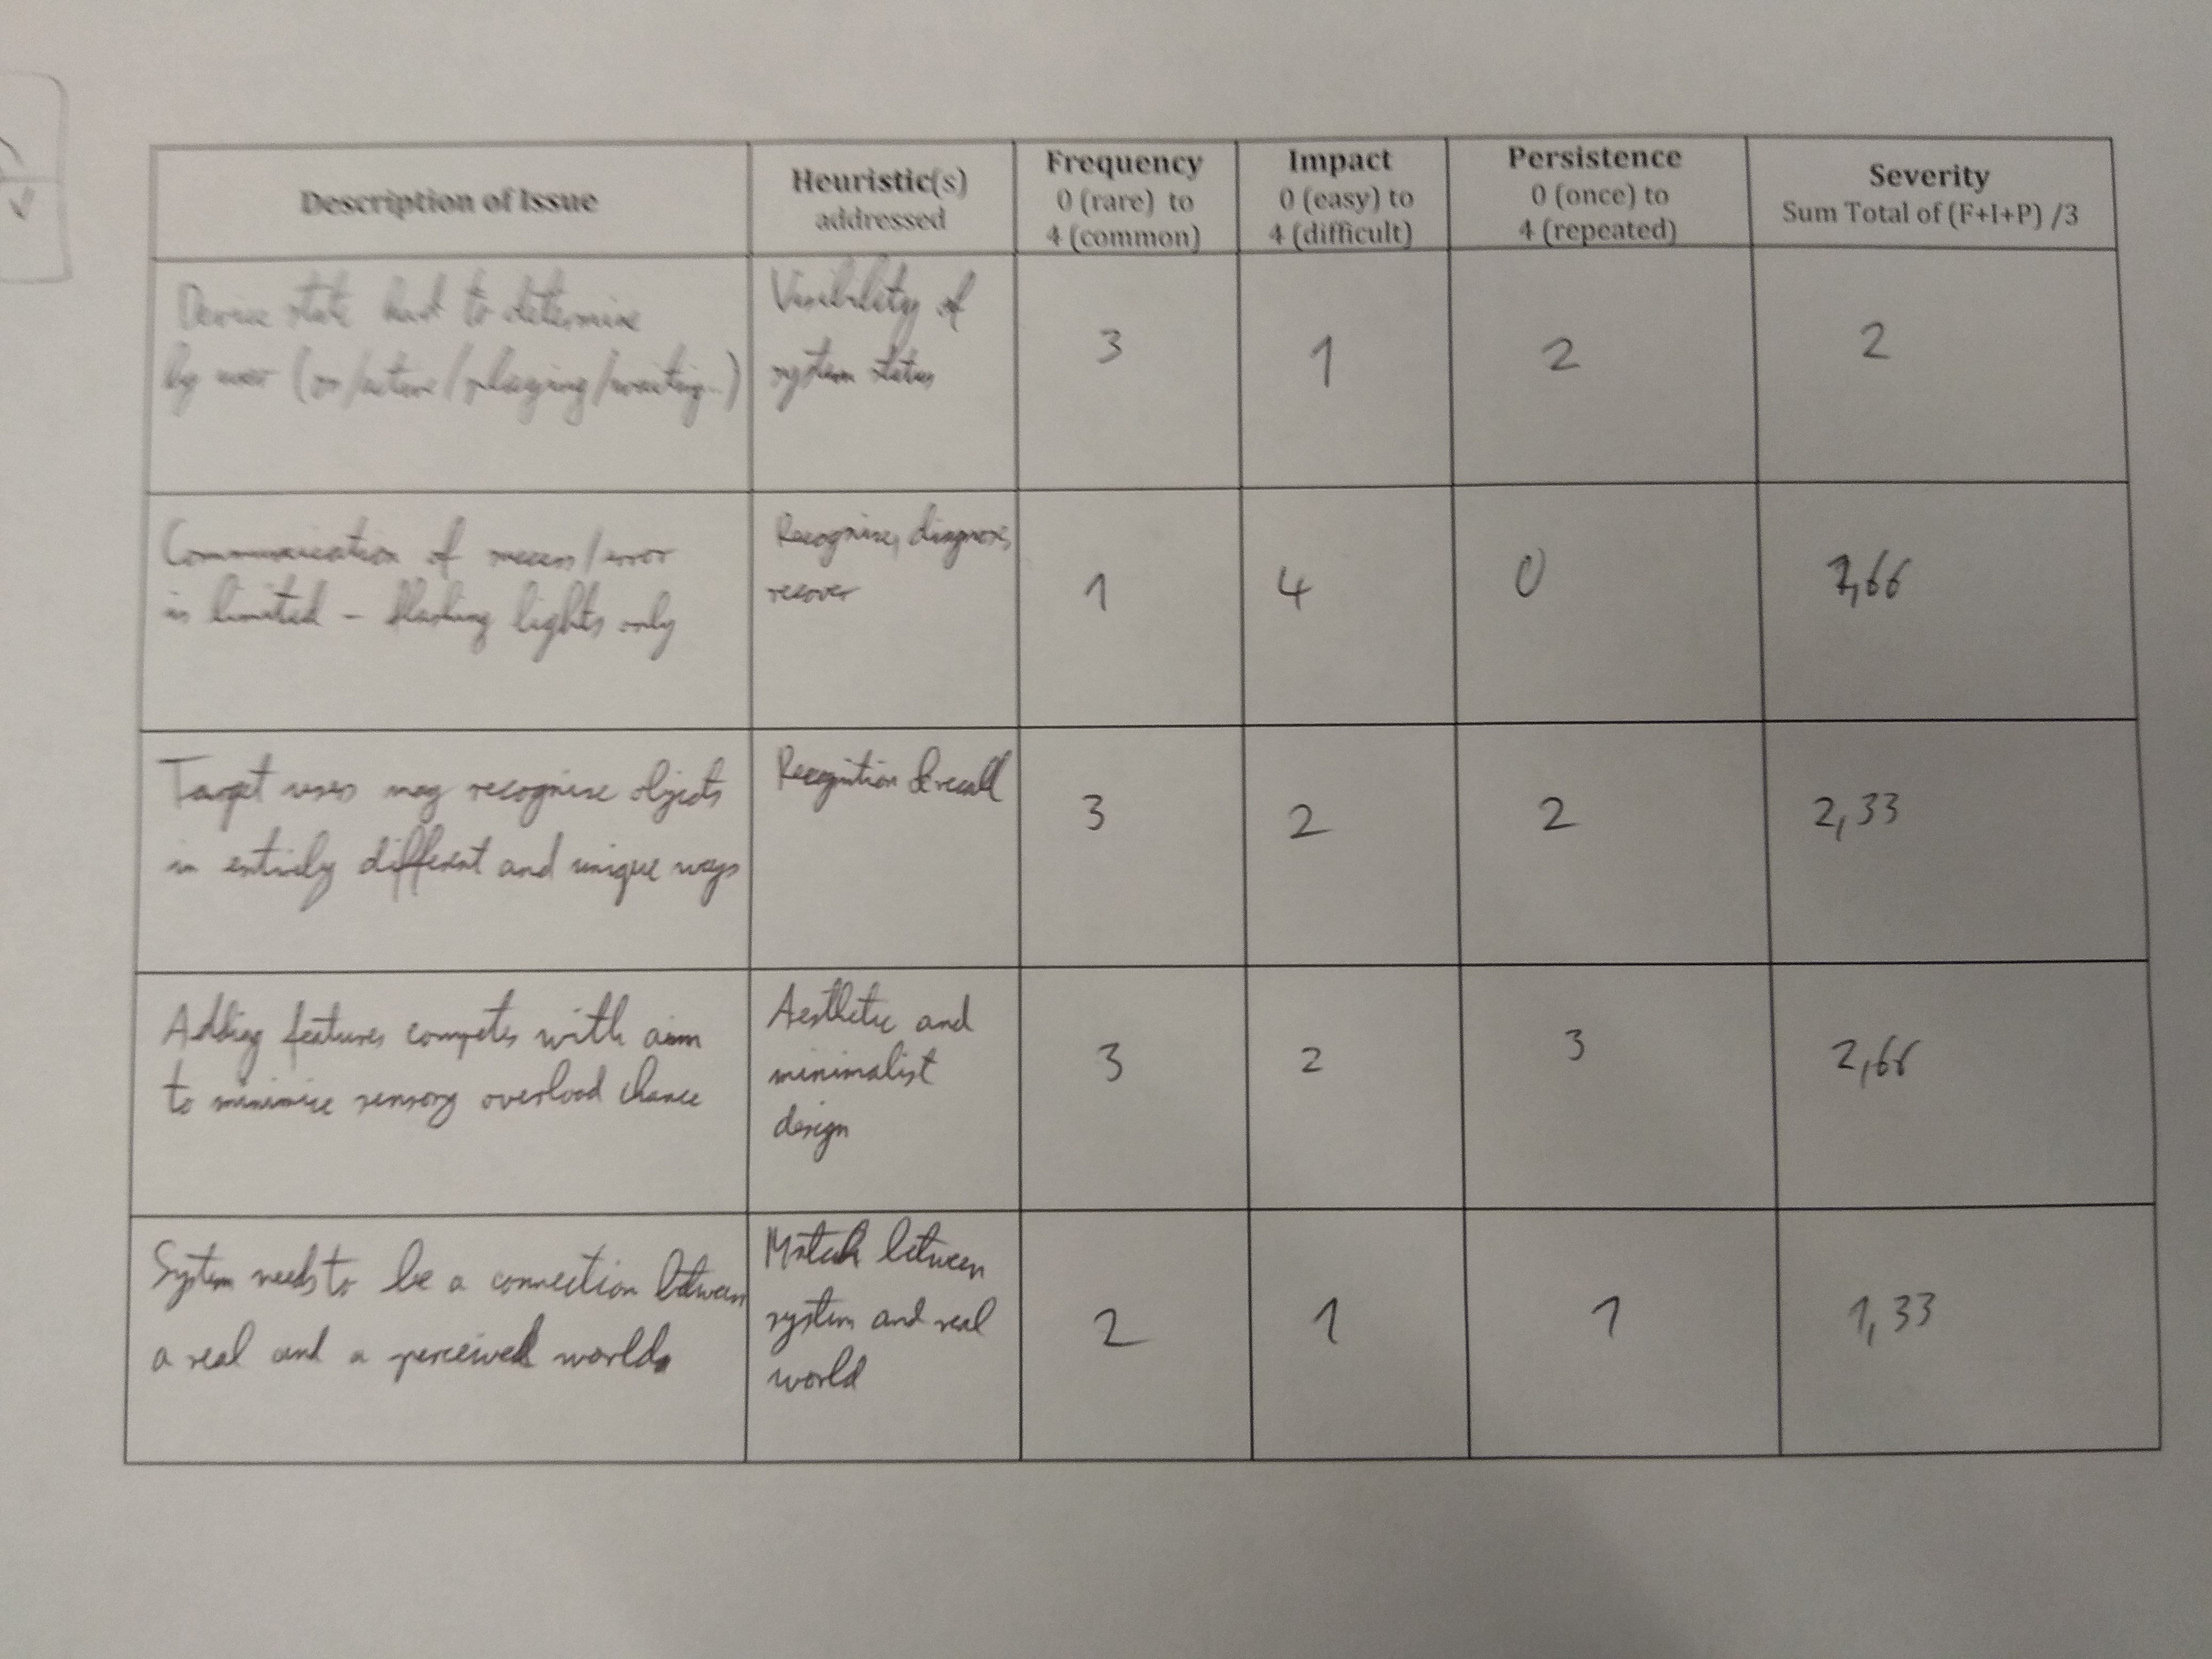 Description of Issue
Heuristic(s)
addressed
Frequency
0 (rare) to
4 (common)
Impact
0 (easy) to
4 (difficult)
Persistence
0 (once) to
4 (repeated)
Severity
Sum Total of (F+I+P) /3
Device state hard to determine
by user (on/active/playing/waiting..)
Visibility of
system status
3
1
2
2
Communication of success/error
is limited – flashing lights only
Recognise, diagnose,
recover
1
4
0
1,66
Target users may recognise objects
in entirely different and unique ways
Recognition & recall
3
2
2
2,33
Adding features competes with aim
to minimise sensory overload chance
Aesthetic and
minimalist
design
3
2
3
2,66
System needs to be a connection between
a real and a perceived world
Match between
system and real
world
2
1
1
1,33